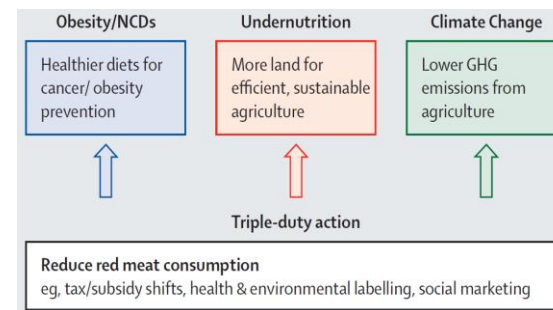 Obesity/NCDs
Undernutrition
Climate Change
Healthier diets for
cancer/ obesity
prevention
More land for
efficient, sustainable
agriculture
Lower GHG
emissions from
agriculture
Triple-duty action
Reduce red meat consumption
eg, tax/subsidy shifts, health & environmental labelling, social marketing